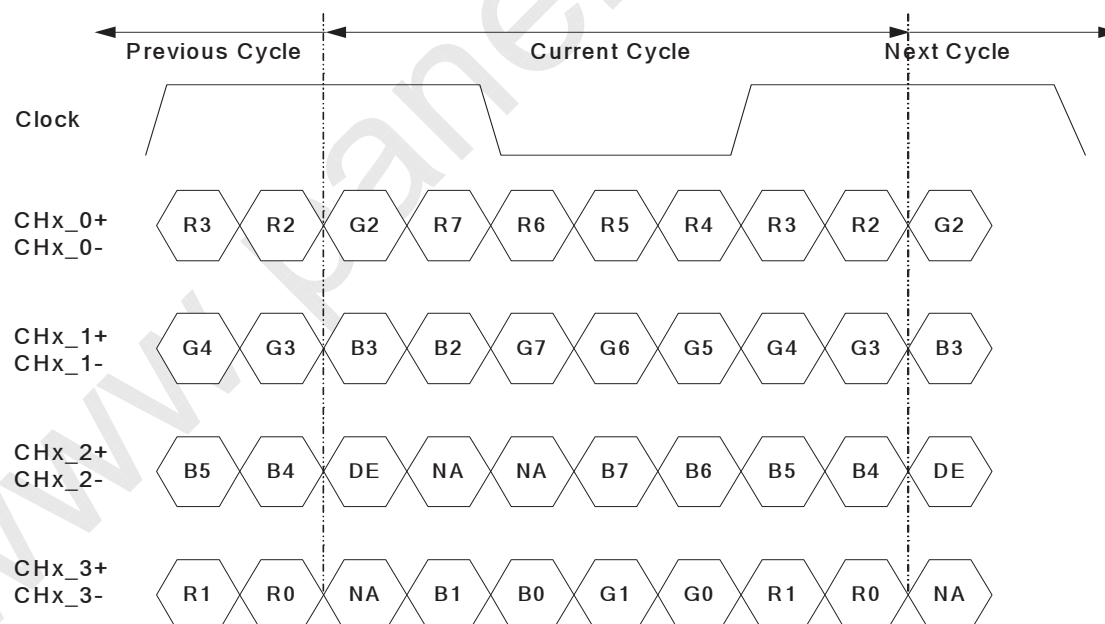 Previous Cycle Current Cycle Next Cycle
Clock
CHx_0+ R3 R2 G2 R7 R6 R5 R4 R3 R2 G2
CHx_0-
CHx_1+ G4 G3 B3 B2 G7 G6 G5 G4 G3 B3
CHx_1-
CHx_2+ B5 B4 DE NA NA B7 B6 B5 B4 DE
CHx_2-
CHx_3+ R1 R0 NA B1 B0 G1 G0 R1 R0 NA
CHx_3-